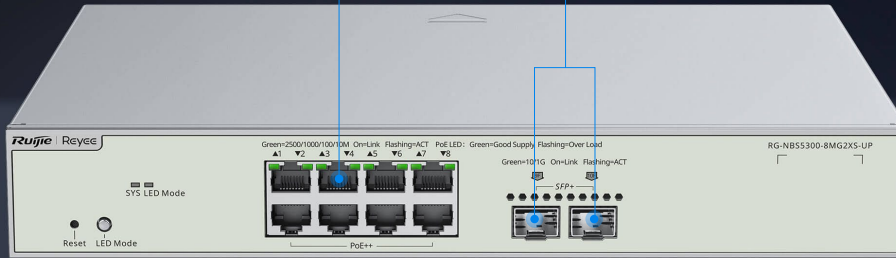 Ruijie | Reyee
Green=2500/1000/100/10M On=Link Flashing=ACT PoE LED: Green=Good Supply Flashing=Over Load
▲1 ▼2 ▲3 ▼4 ▲5 ▼6 ▲7 ▼8
RG-NBS5300-8MG2XS-UP
Green=10/1G On=Link Flashing=ACT
SFP+
SYS LED Mode
Reset LED Mode
PoE++